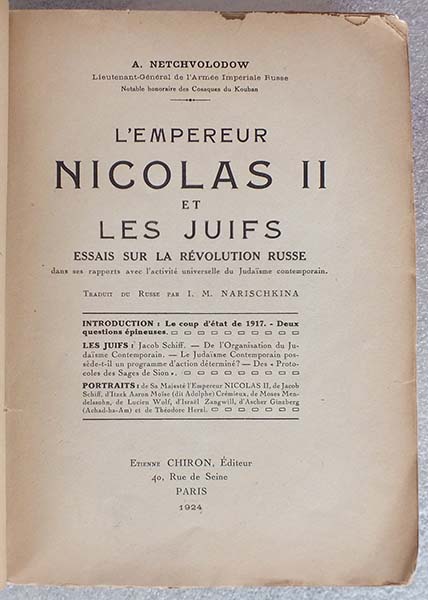 A. NETCHVOLODOW
Lieutenant-Général de l'Armée Impériale Russe
Notable honoraire des Cosaques du Kouban
L'EMPEREUR
NICOLAS II
ET
LES JUIFS
ESSAIS SUR LA RÉVOLUTION RUSSE
dans ses rapports avec l'activité universelle du Judaïsme contemporain.
Traduit du Russe par I. M. NARISCHKINA
INTRODUCTION : Le coup d'état de 1917. - Deux
questions épineuses.
LES JUIFS : Jacob Schiff. — De l'Organisation du Ju-
daïsme Contemporain. — Le Judaïsme Contemporain pos-
sède-t-il un programme d'action déterminé? — Des « Proto-
coles des Sages de Sion ».
PORTRAITS : de Sa Majesté l'Empereur NICOLAS II, de Jacob
Schiff, d'Itzek Aaron Moïse (dit Adolphe) Crémieux, de Moses Men-
delssohn, de Lucien Wolf, d'Israël Zangwill, d'Ascher Ginzberg
(Achad-ha-Am) et de Théodore Herzl.
Etienne CHIRON, Éditeur
40, Rue de Seine
PARIS
1924